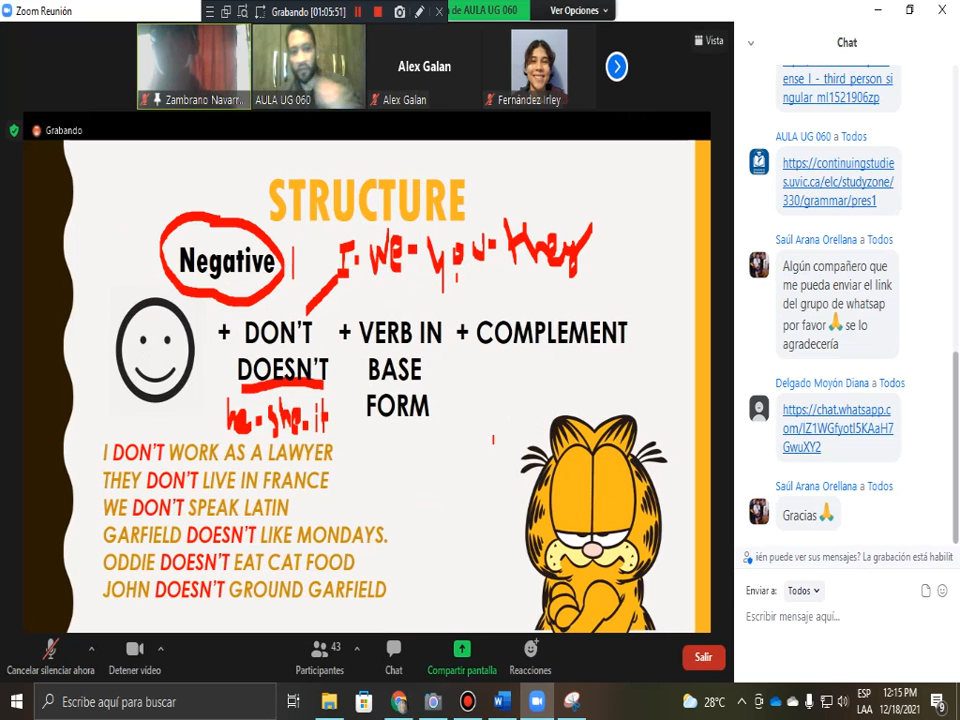 Zoom Reunión
Grabando (01:05:51)
de AULA UG 060
Ver Opciones
Zambrano Navarr...
AULA UG 060
Alex Galan
Alex Galan
Fernández Irley
Vista
Grabando
STRUCTURE
Negative
I - we - you - they
+ DON'T + VERB IN + COMPLEMENT
DOESN'T BASE
FORM
he - she - it
I DON'T WORK AS A LAWYER
THEY DON'T LIVE IN FRANCE
WE DON'T SPEAK LATIN
GARFIELD DOESN'T LIKE MONDAYS.
ODDIE DOESN'T EAT CAT FOOD
JOHN DOESN'T GROUND GARFIELD
Cancelar silenciar ahora
Detener vídeo
43
Participantes
Chat
Compartir pantalla
Reacciones
Salir
Chat
ense I - third person si
ngular ml1521906zp
AULA UG 060 a Todos
https://continuingstudie
s.uvic.ca/elc/studyzone/
330/grammar/pres1
Saúl Arana Orellana a Todos
Algún compañero que
me pueda enviar el link
del grupo de whatsap
por favor🙏 se lo
agradecería
Delgado Moyón Diana a Todos
https://chat.whatsapp.c
om/IZ1WGfyotI5KAaH7
GwuXY2
Saúl Arana Orellana a Todos
Gracias🙏
ién puede ver sus mensajes? La grabación está habilit
Enviar a: Todos
Escribir mensaje...
Escribe aquí para buscar
28°C
ESP
LAA
12:15 PM
12/18/2021
9